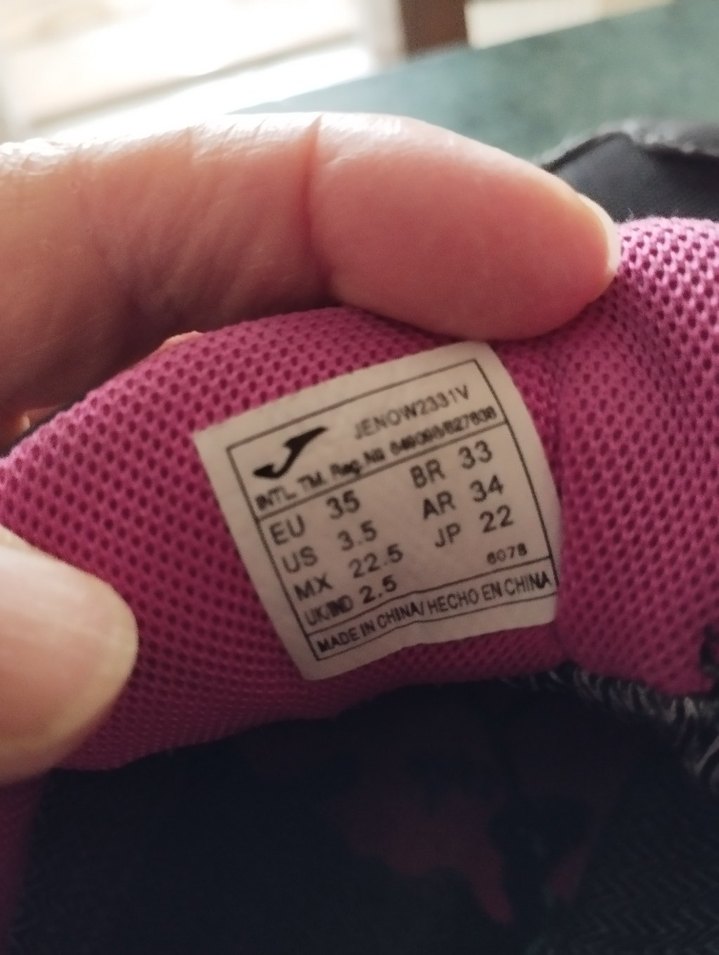 JENOW2331V
INTL. TM. Reg.Nº
EU 35 BR 33
US 3.5 AR 34
MX 22.5 JP 22
UK/IND 2.5 6078
MADE IN CHINA/ HECHO EN CHINA